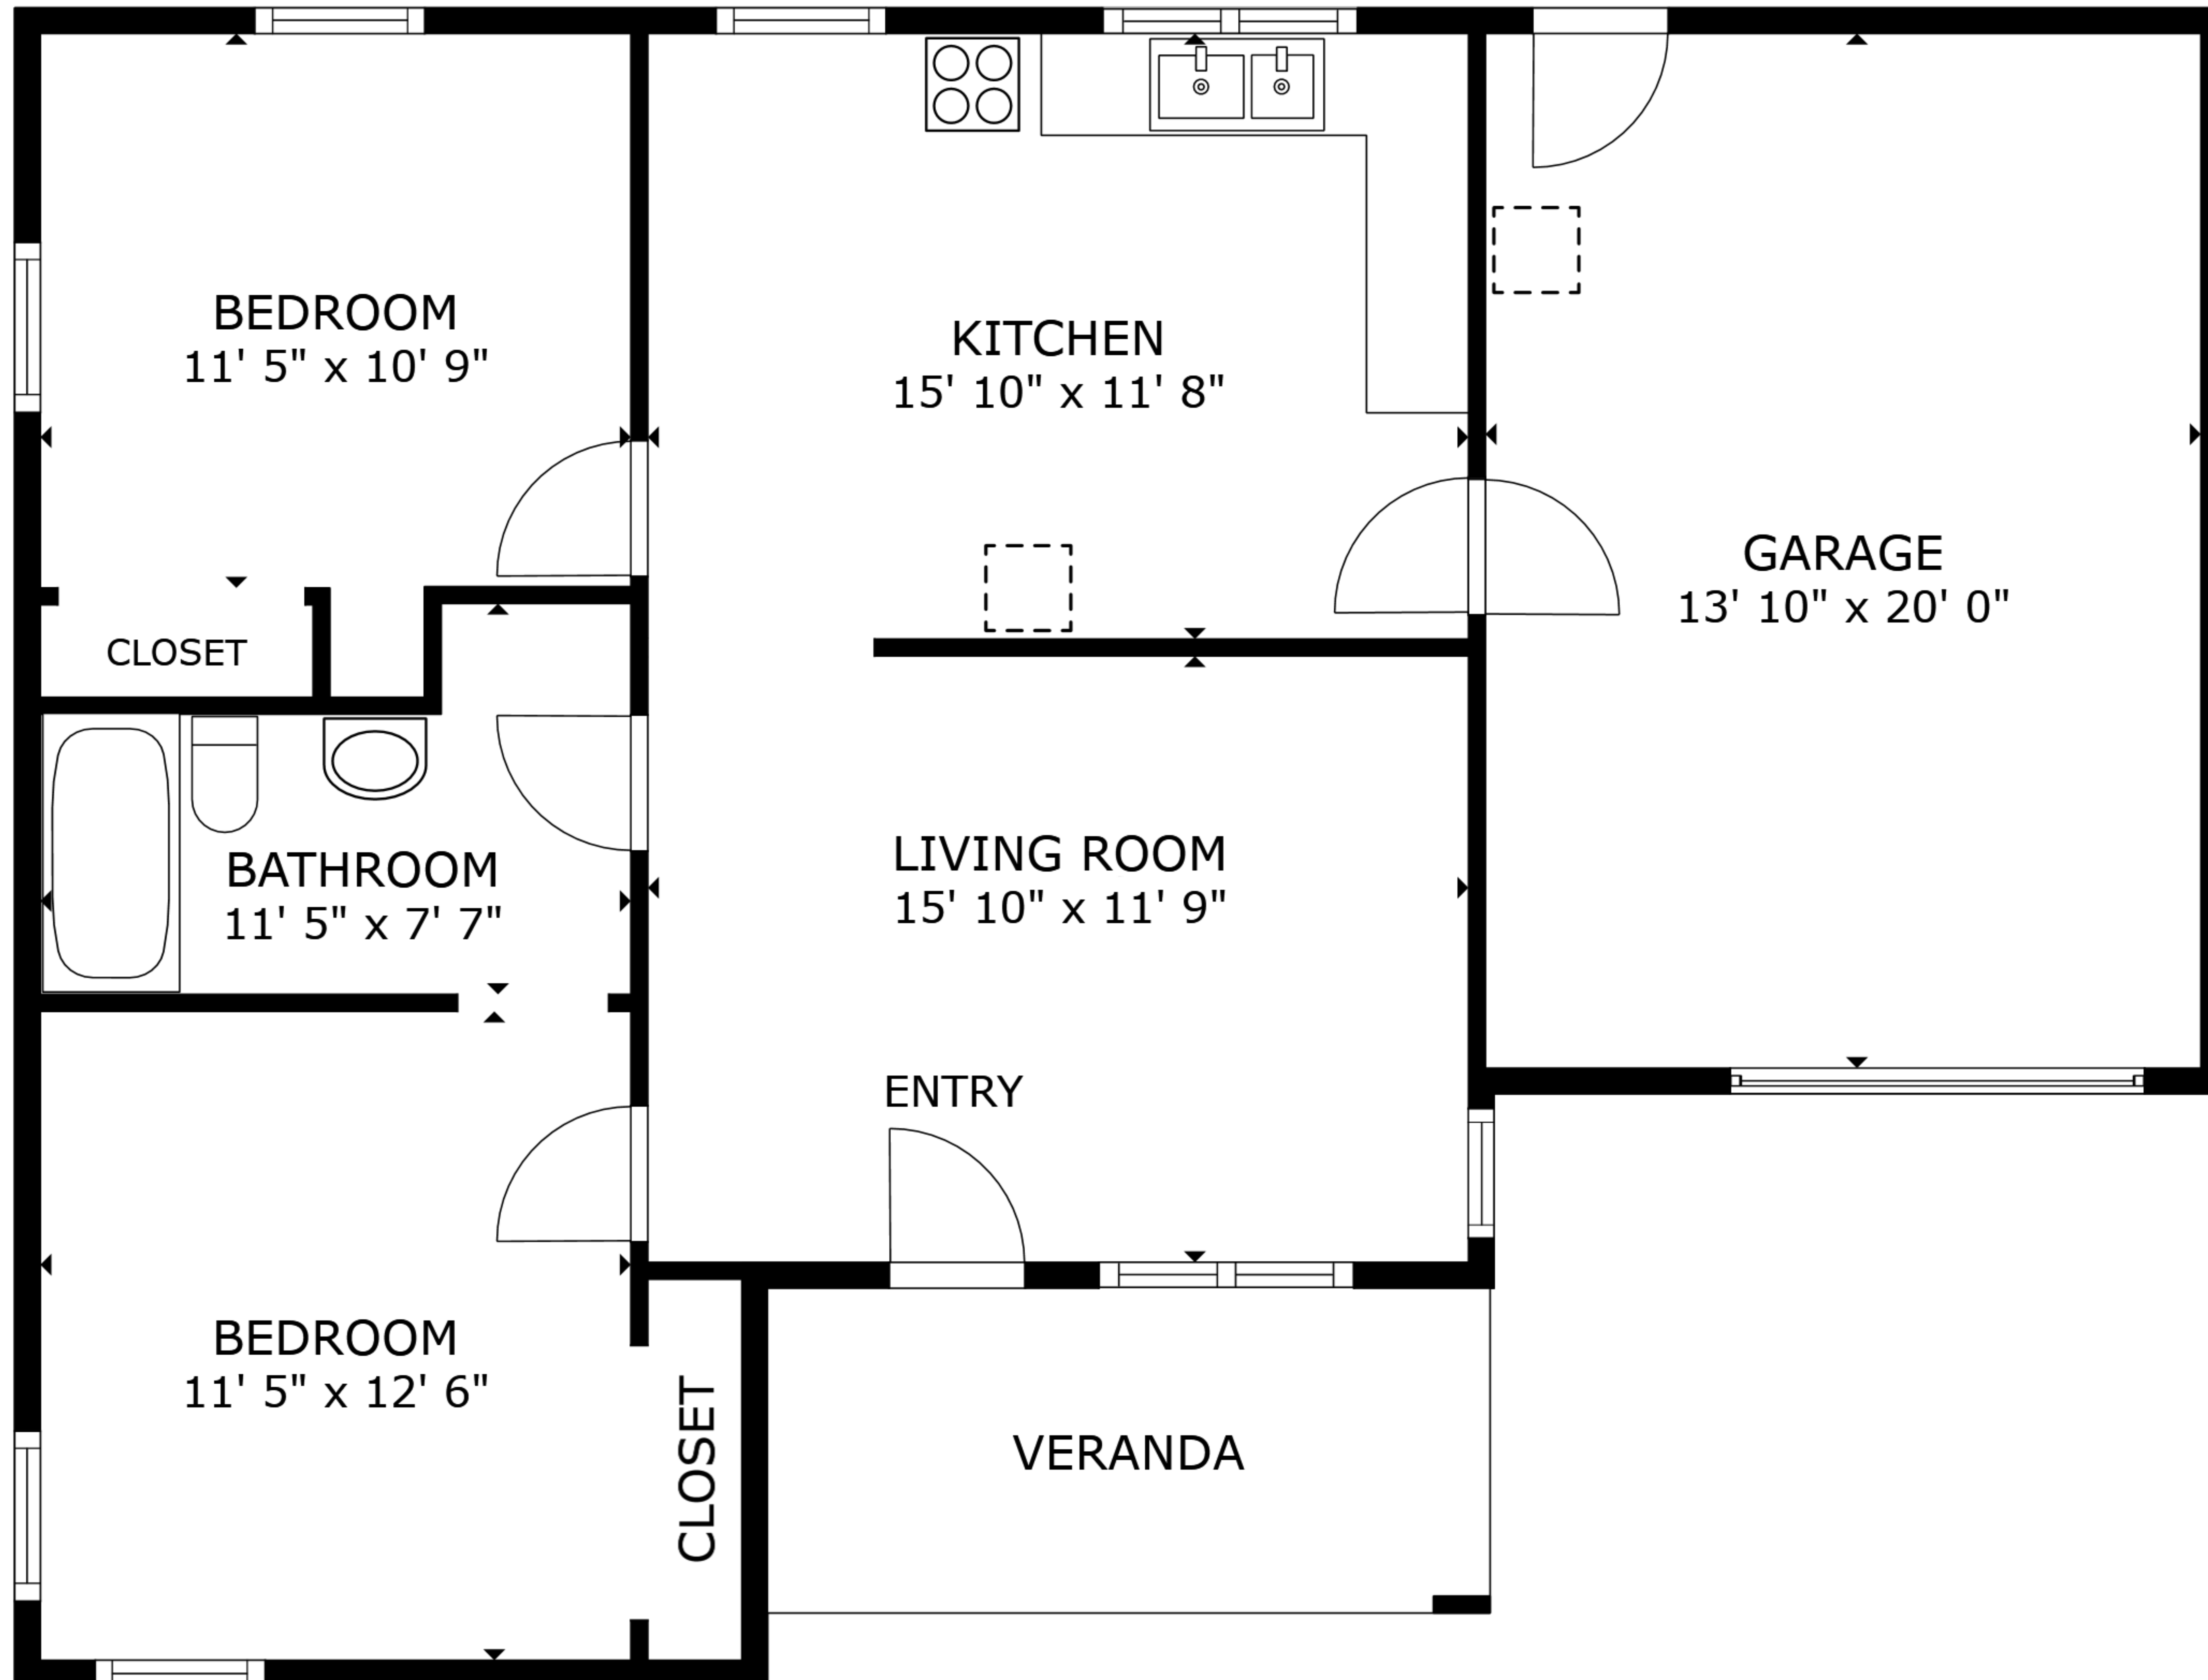 BEDROOM
11' 5" x 10' 9"
KITCHEN
15' 10" x 11' 8"
GARAGE
13' 10" x 20' 0"
CLOSET
BATHROOM
11' 5" x 7' 7"
LIVING ROOM
15' 10" x 11' 9"
ENTRY
BEDROOM
11' 5" x 12' 6"
CLOSET
VERANDA